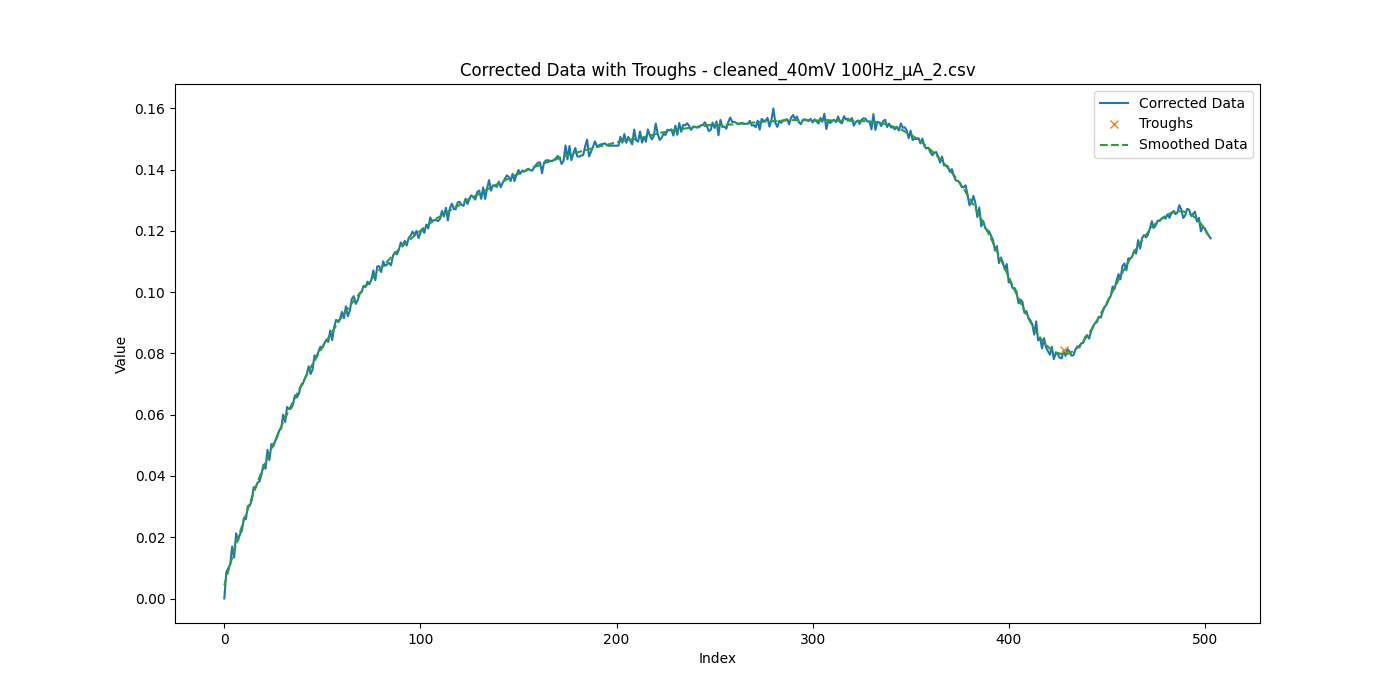 Corrected Data with Troughs - cleaned_40mV 100Hz_µA_2.csv
Corrected Data
Troughs
Smoothed Data
Value
0.16
0.14
0.12
0.10
0.08
0.06
0.04
0.02
0.00
0
100
200
300
400
500
Index